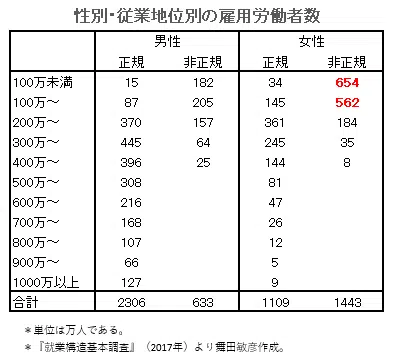 性別・従業地位別の雇用労働者数
男性 女性
正規 非正規 正規 非正規
100万未満 15 182 34 654
100万～ 87 205 145 562
200万～ 370 157 361 184
300万～ 445 64 245 35
400万～ 396 25 144 8
500万～ 308 81
600万～ 216 47
700万～ 168 26
800万～ 107 12
900万～ 66 5
1000万以上 127 9
合計 2306 633 1109 1443
＊単位は万人である。
＊『就業構造基本調査』（2017年）より舞田敏彦作成。